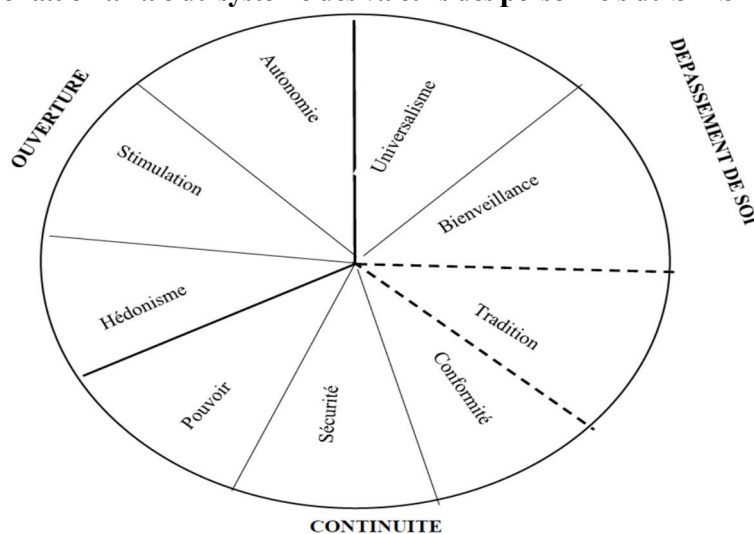 Autonomie
Universalisme
OUVERTURE
DEPASSEMENT DE SOI
Stimulation
Bienveillance
Hédonisme
Tradition
Pouvoir
Sécurité
Conformité
CONTINUITE